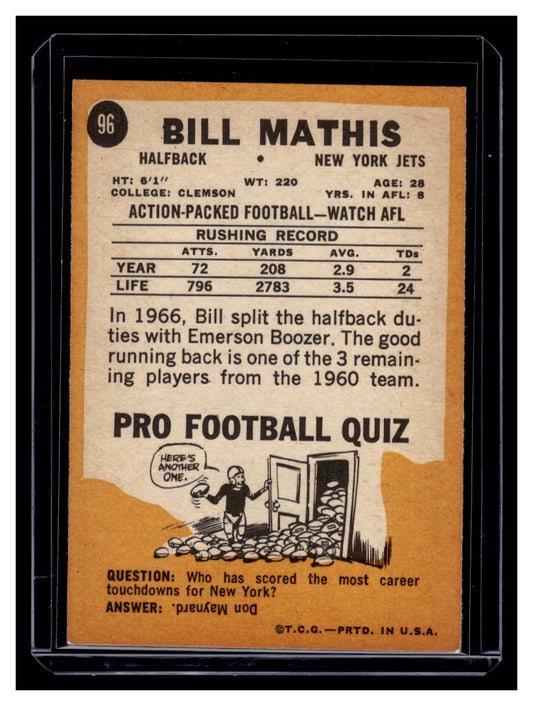 96
BILL MATHIS
HALFBACK • NEW YORK JETS
HT: 6'1" WT: 220 AGE: 28
COLLEGE: CLEMSON YRS. IN AFL: 8
ACTION-PACKED FOOTBALL—WATCH AFL
RUSHING RECORD
ATTS. YARDS AVG. TDs
YEAR 72 208 2.9 2
LIFE 796 2783 3.5 24
In 1966, Bill split the halfback du-
ties with Emerson Boozer. The good
running back is one of the 3 remain-
ing players from the 1960 team.
PRO FOOTBALL QUIZ
HERE'S
ANOTHER
ONE.
QUESTION: Who has scored the most career
touchdowns for New York?
ANSWER: Don Maynard.
©T.C.G.—PRTD. IN U.S.A.